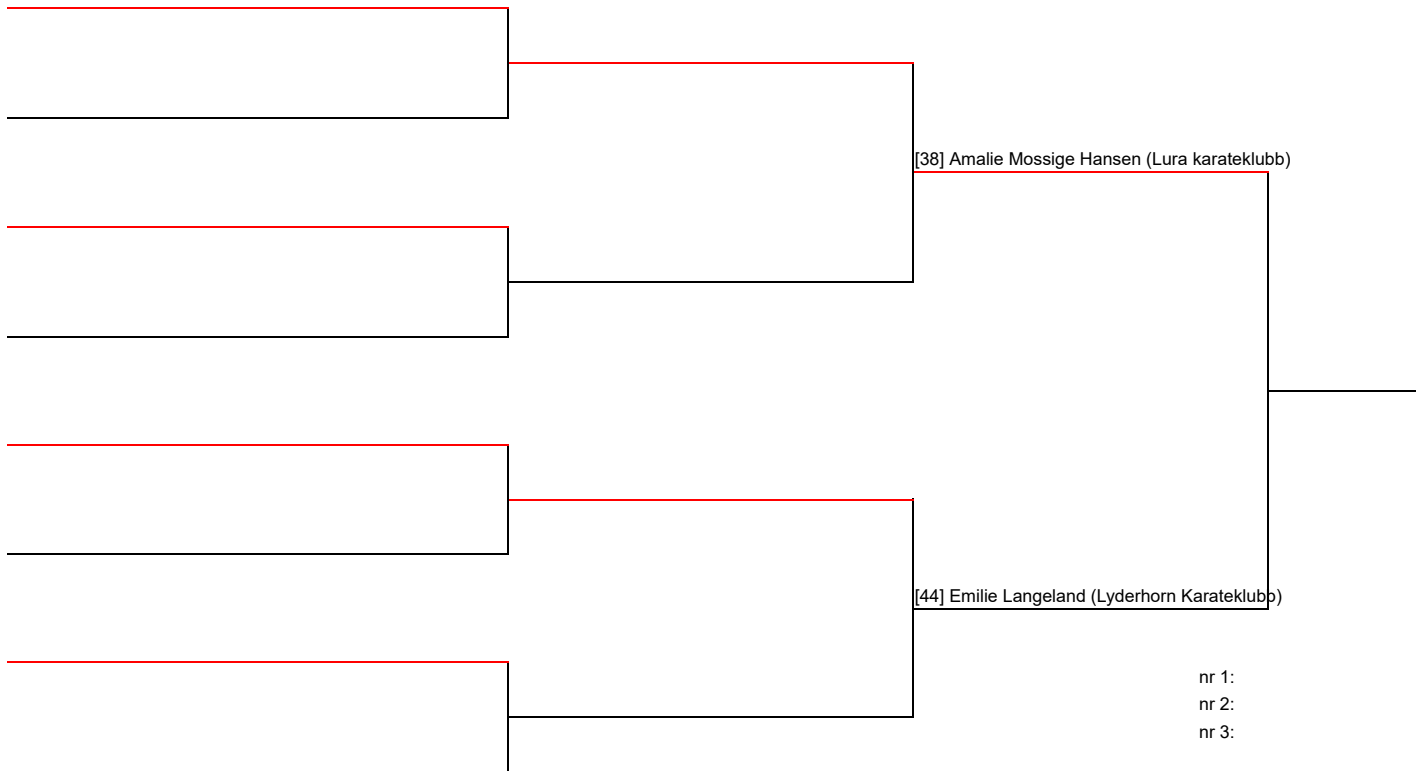 [38] Amalie Mossige Hansen (Lura karateklubb)
[44] Emilie Langeland (Lyderhorn Karateklubb)
nr 1:
nr 2:
nr 3: